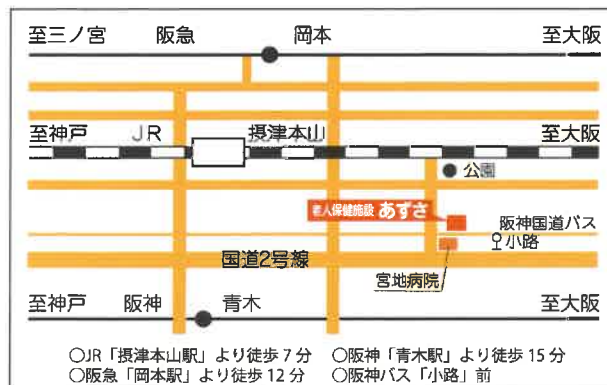 至三ノ宮 阪急 岡本 至大阪
至神戸 JR 摂津本山 至大阪
公園
老人保健施設 あずさ
阪神国道バス
小路
国道2号線
宮地病院
至神戸 阪神 青木 至大阪
○JR「摂津本山駅」より徒歩7分 ○阪神「青木駅」より徒歩15分
○阪急「岡本駅」より徒歩12分 ○阪神バス「小路」前